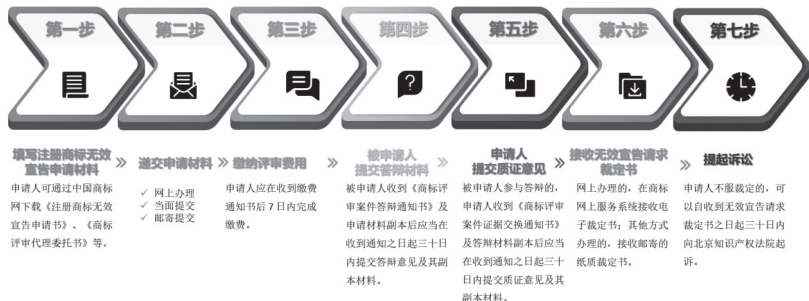 第一步
第二步
第三步
第四步
第五步
第六步
第七步
填写注册商标无效
宣告申请材料
申请人可通过中国商标
网下载《注册商标无效
宣告申请书》、《商标
评审代理委托书》等。
»
递交申请材料
✓ 网上办理
✓ 当面提交
✓ 邮寄提交
»
缴纳评审费用
申请人应在收到缴费
通知书后 7 日内完成
缴费。
»
被申请人
提交答辩材料
被申请人收到《商标评
审案件答辩通知书》及
申请材料副本后应当在
收到通知之日起三十日
内提交答辩意见及其副
本材料。
»
申请人
提交质证意见
被申请人参与答辩的，
申请人收到《商标评审
案件证据交换通知书》
及答辩材料副本后应当
在收到通知之日起三十
日内提交质证意见及其
副本材料。
»
接收无效宣告请求
裁定书
网上办理的，在商标
网上服务系统接收电
子裁定书；其他方式
办理的，接收邮寄的
纸质裁定书。
»
提起诉讼
申请人不服裁定的，可
以自收到无效宣告请求
裁定书之日起三十日内
向北京知识产权法院起
诉。